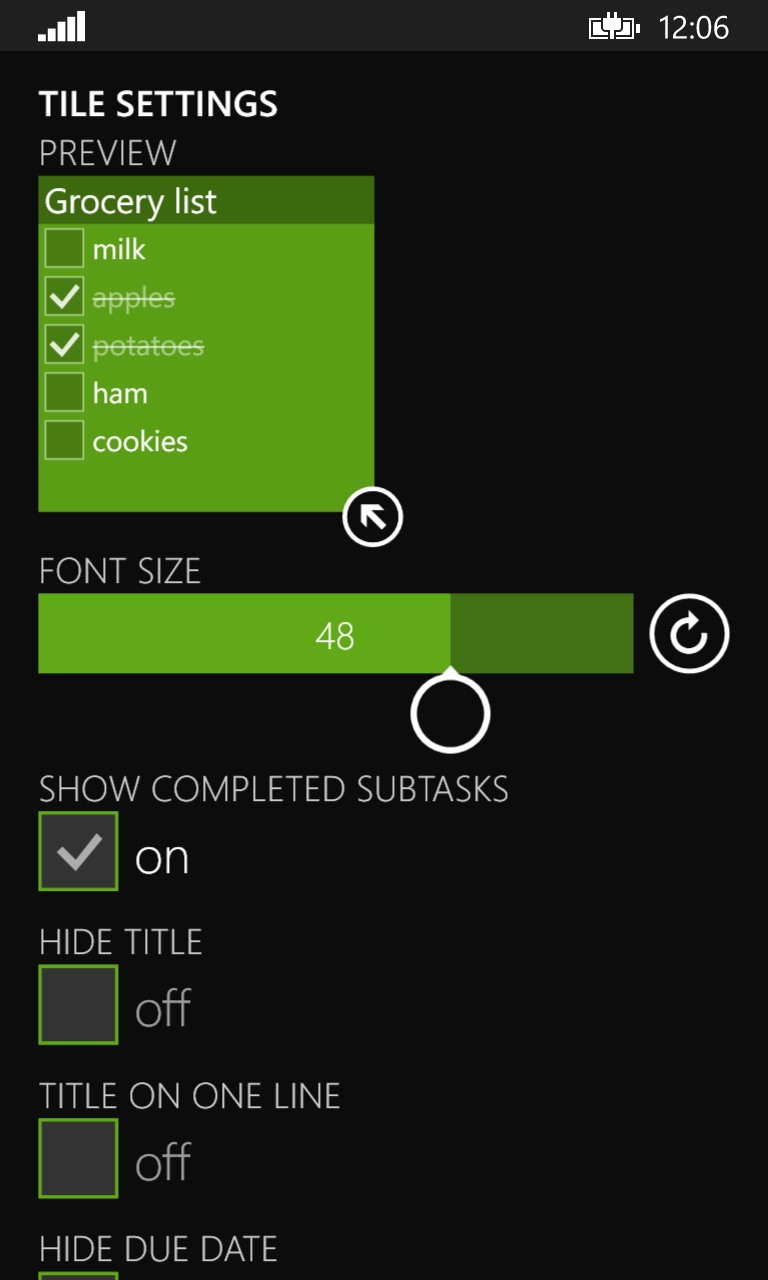 12:06
TILE SETTINGS
PREVIEW
Grocery list
milk
apples
potatoes
ham
cookies
FONT SIZE
48
SHOW COMPLETED SUBTASKS
on
HIDE TITLE
off
TITLE ON ONE LINE
off
HIDE DUE DATE